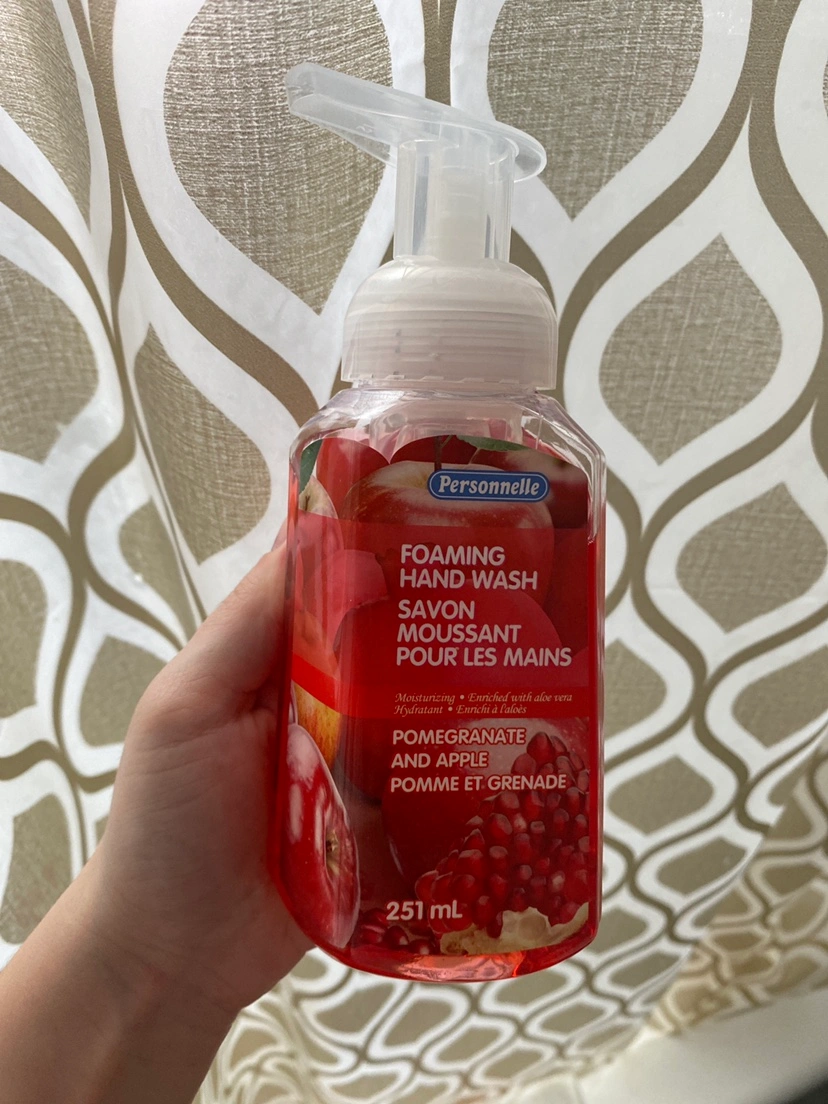 Personnelle
FOAMING
HAND WASH
SAVON
MOUSSANT
POUR LES MAINS
Moisturizing • Enriched with aloe vera
Hydratant • Enrichi à l'aloès
POMEGRANATE
AND APPLE
POMME ET GRENADE
251 mL